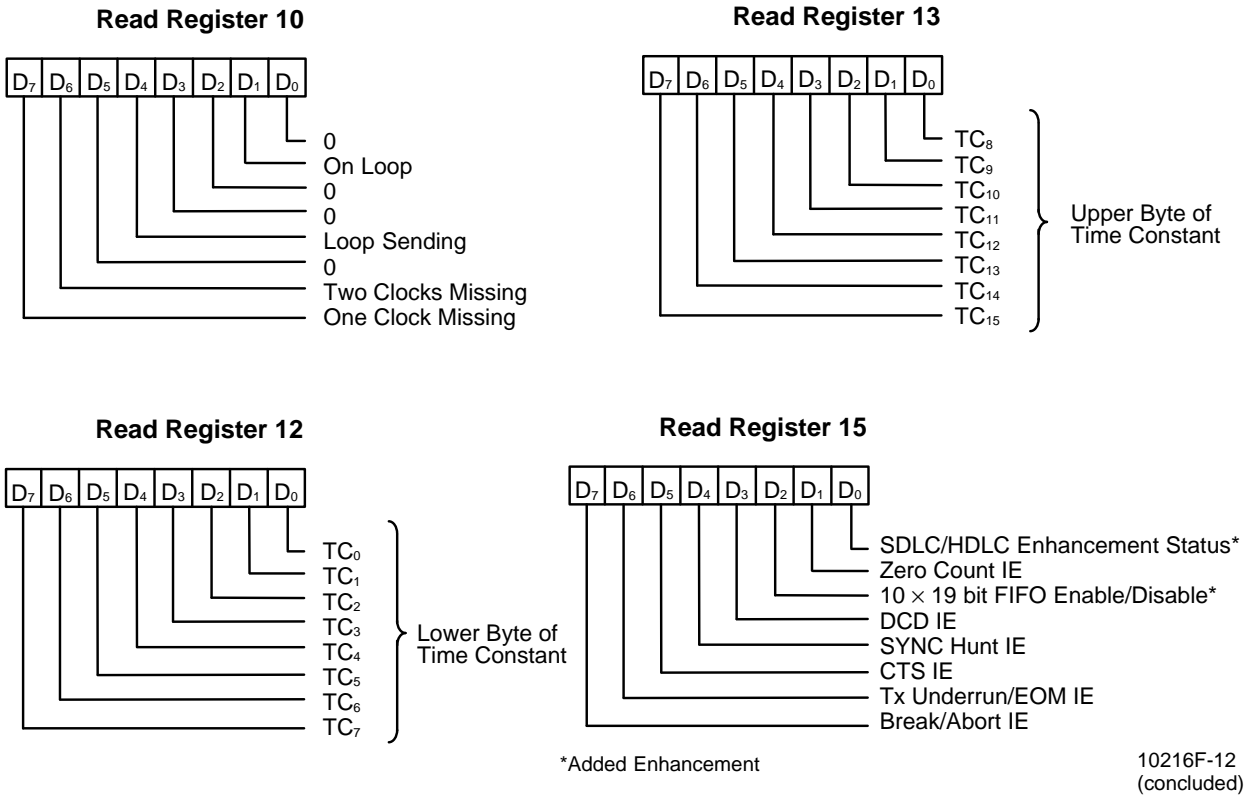 Read Register 10
D₇ D₆ D₅ D₄ D₃ D₂ D₁ D₀
0
On Loop
0
0
Loop Sending
0
Two Clocks Missing
One Clock Missing
Read Register 13
D₇ D₆ D₅ D₄ D₃ D₂ D₁ D₀
TC₈
TC₉
TC₁₀
TC₁₁
TC₁₂
TC₁₃
TC₁₄
TC₁₅
Upper Byte of
Time Constant
Read Register 12
D₇ D₆ D₅ D₄ D₃ D₂ D₁ D₀
TC₀
TC₁
TC₂
TC₃
TC₄
TC₅
TC₆
TC₇
Lower Byte of
Time Constant
Read Register 15
D₇ D₆ D₅ D₄ D₃ D₂ D₁ D₀
SDLC/HDLC Enhancement Status*
Zero Count IE
10 × 19 bit FIFO Enable/Disable*
DCD IE
SYNC Hunt IE
CTS IE
Tx Underrun/EOM IE
Break/Abort IE
*Added Enhancement
10216F-12
(concluded)